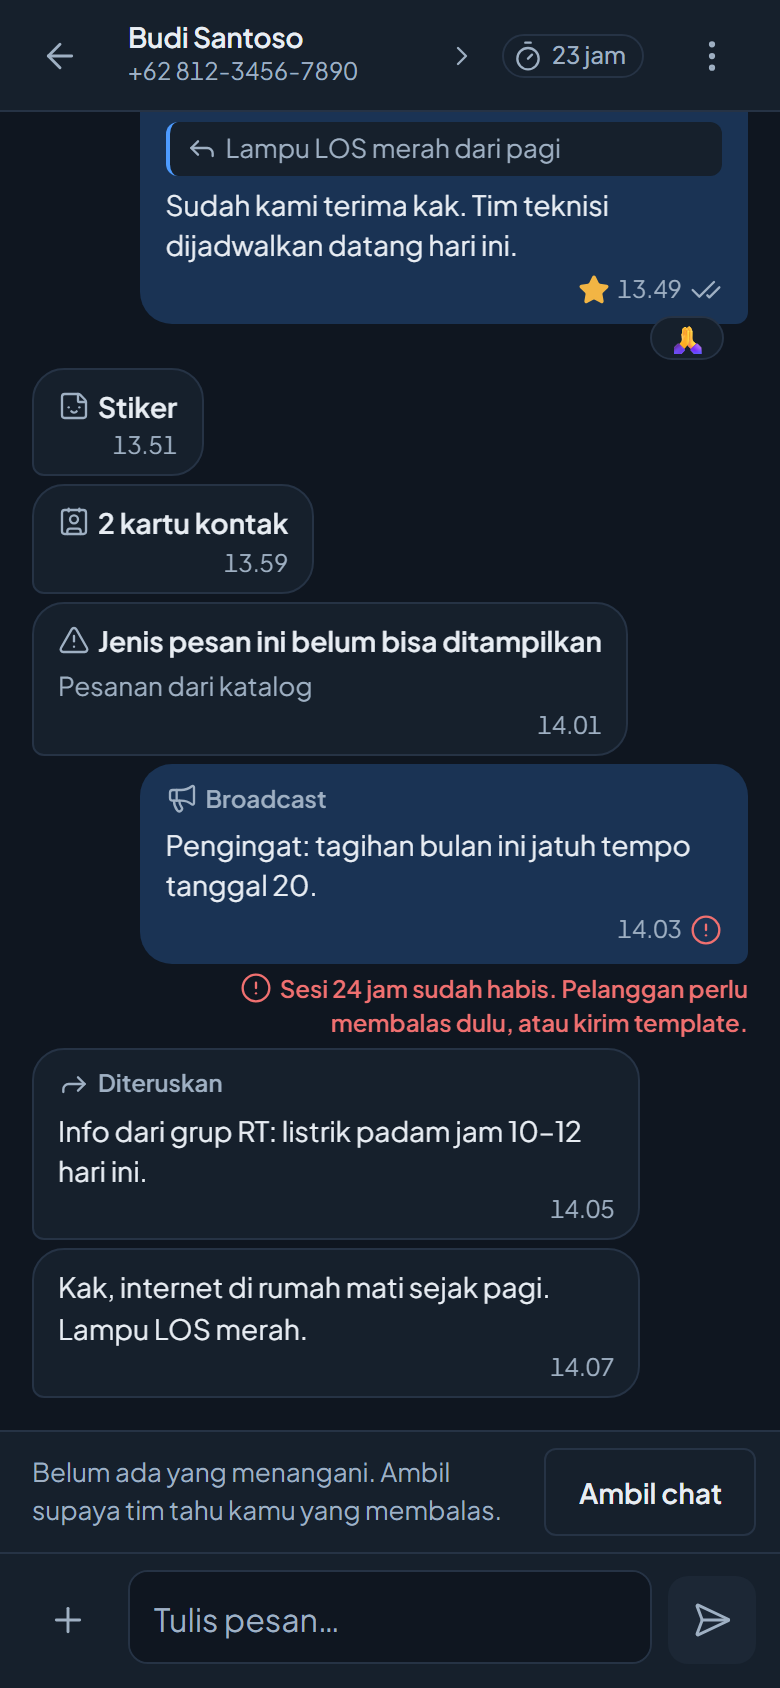 Budi Santoso
+62 812-3456-7890
23 jam
Lampu LOS merah dari pagi
Sudah kami terima kak. Tim teknisi
dijadwalkan datang hari ini.
13.49
Stiker
13.51
2 kartu kontak
13.59
Jenis pesan ini belum bisa ditampilkan
Pesanan dari katalog
14.01
Broadcast
Pengingat: tagihan bulan ini jatuh tempo
tanggal 20.
14.03
Sesi 24 jam sudah habis. Pelanggan perlu
membalas dulu, atau kirim template.
Diteruskan
Info dari grup RT: listrik padam jam 10–12
hari ini.
14.05
Kak, internet di rumah mati sejak pagi.
Lampu LOS merah.
14.07
Belum ada yang menangani. Ambil
supaya tim tahu kamu yang membalas.
Ambil chat
Tulis pesan…